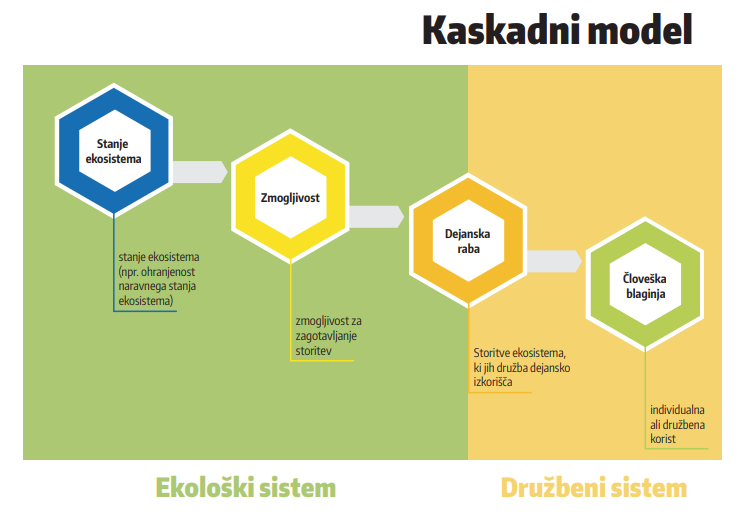 Kaskadni model
Stanje
ekosistema
stanje ekosistema
(npr. ohranjenost
naravnega stanja
ekosistema)
Zmogljivost
zmogljivost za
zagotavljanje
storitev
Dejanska
raba
Storitve ekosistema,
ki jih družba dejansko
izkorišča
Človeška
blaginja
individualna
ali družbena
korist
Ekološki sistem
Družbeni sistem